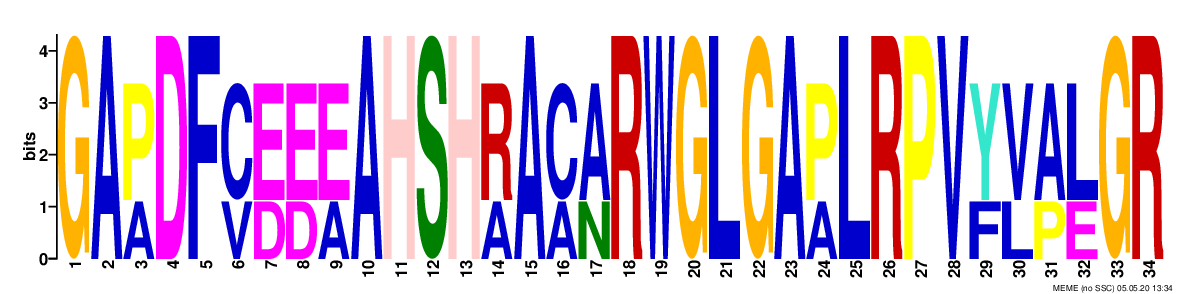 4
3
2
1
0
bits
GAPDFCEEEAHSHRACARWGLGAPLRPVYVALGR
AVDDAAANAFLPE
1 2 3 4 5 6 7 8 9 10 11 12 13 14 15 16 17 18 19 20 21 22 23 24 25 26 27 28 29 30 31 32 33 34
MEME (no SSC) 05.05.20 13:34